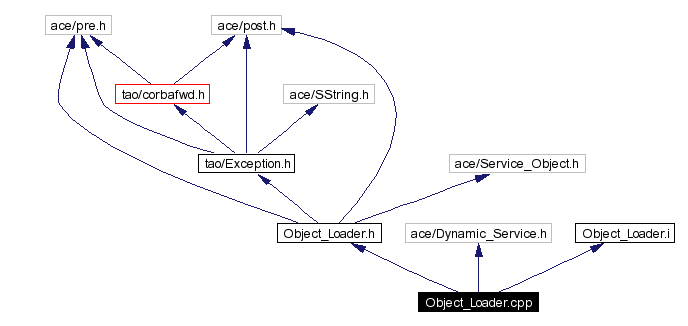 ace/pre.h
ace/post.h
tao/corbafwd.h
ace/SString.h
tao/Exception.h
ace/Service_Object.h
Object_Loader.h
ace/Dynamic_Service.h
Object_Loader.i
Object_Loader.cpp